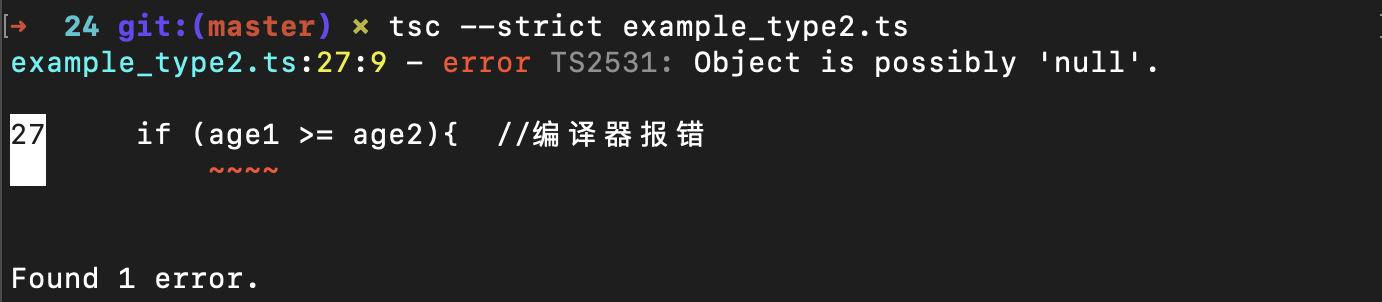 ➜  24 git:(master) ✗ tsc --strict example_type2.ts
example_type2.ts:27:9 - error TS2531: Object is possibly 'null'.
27     if (age1 >= age2){  //编译器报错
~~~~
Found 1 error.